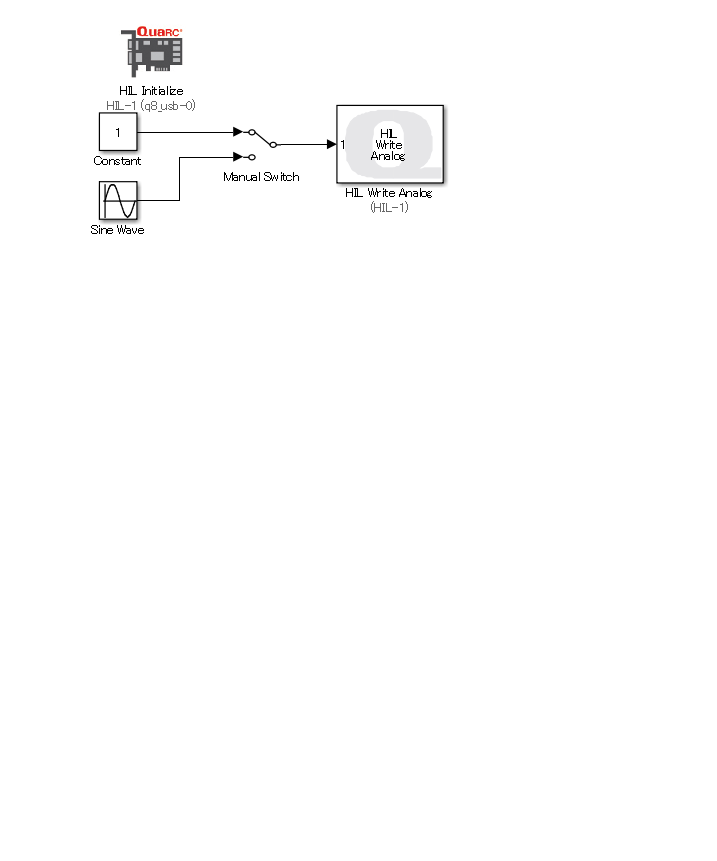 QUARC®
HIL Initialize
HIL-1 (q8_usb-0)
1
Constant
Manual Switch
Sine Wave
1
HIL
Write
Analog
HIL Write Analog
(HIL-1)